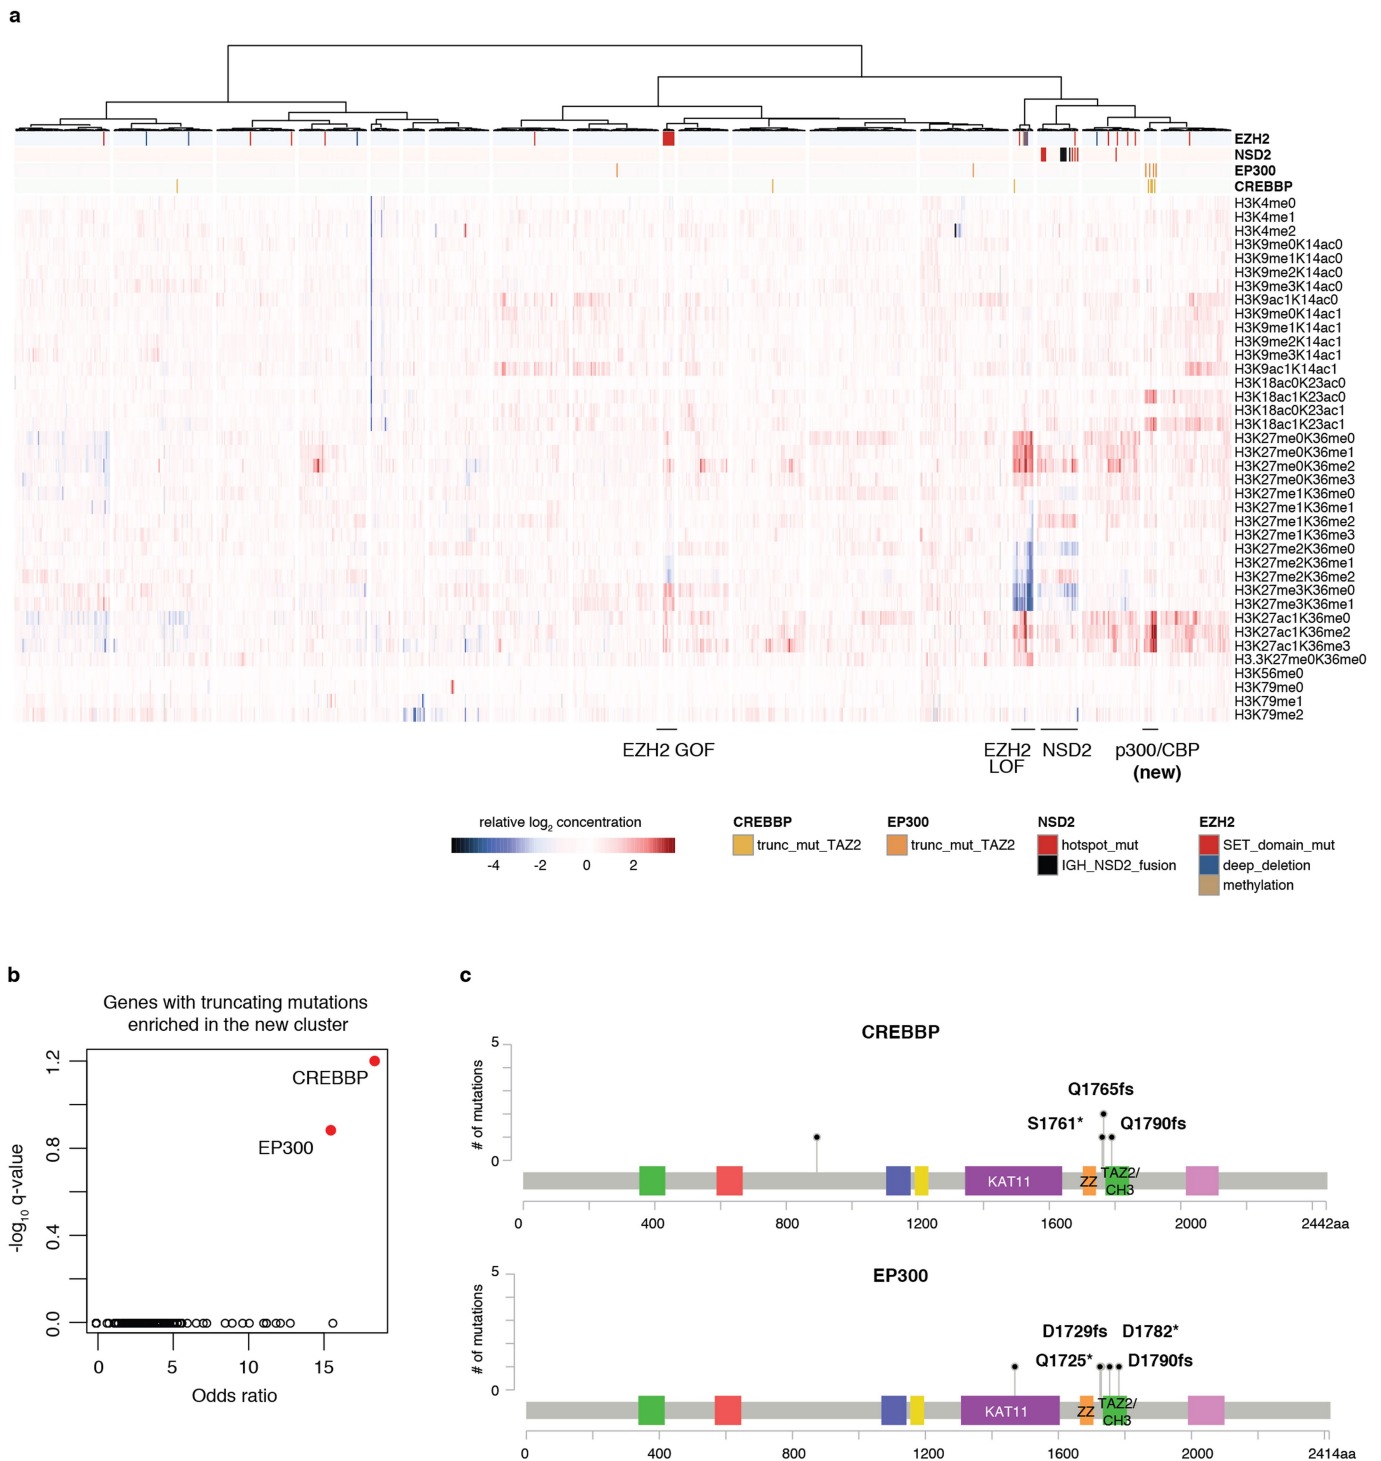 a
EZH2
NSD2
EP300
CREBBP
H3K4me0
H3K4me1
H3K4me2
H3K9me0K14ac0
H3K9me1K14ac0
H3K9me2K14ac0
H3K9me3K14ac0
H3K9ac1K14ac0
H3K9me0K14ac1
H3K9me1K14ac1
H3K9me2K14ac1
H3K9me3K14ac1
H3K9ac1K14ac1
H3K18ac0K23ac0
H3K18ac1K23ac0
H3K18ac0K23ac1
H3K18ac1K23ac1
H3K27me0K36me0
H3K27me0K36me1
H3K27me0K36me2
H3K27me0K36me3
H3K27me1K36me0
H3K27me1K36me1
H3K27me1K36me2
H3K27me1K36me3
H3K27me2K36me0
H3K27me2K36me1
H3K27me2K36me2
H3K27me3K36me0
H3K27me3K36me1
H3K27ac1K36me0
H3K27ac1K36me2
H3K27ac1K36me3
H3.3K27me0K36me0
H3K56me0
H3K79me0
H3K79me1
H3K79me2
EZH2 GOF
EZH2
LOF
NSD2
p300/CBP
(new)
relative log2 concentration
-4 -2 0 2
CREBBP
trunc_mut_TAZ2
EP300
trunc_mut_TAZ2
NSD2
hotspot_mut
IGH_NSD2_fusion
EZH2
SET_domain_mut
deep_deletion
methylation
b
Genes with truncating mutations
enriched in the new cluster
-log10 q-value
1.2
0.8
0.4
0.0
CREBBP
EP300
0 5 10 15
Odds ratio
c
CREBBP
# of mutations
5
0
Q1765fs
S1761* Q1790fs
KAT11
ZZ
TAZ2/
CH3
0 400 800 1200 1600 2000 2442aa
EP300
# of mutations
5
0
D1729fs D1782*
Q1725* D1790fs
KAT11
ZZ
TAZ2/
CH3
0 400 800 1200 1600 2000 2414aa